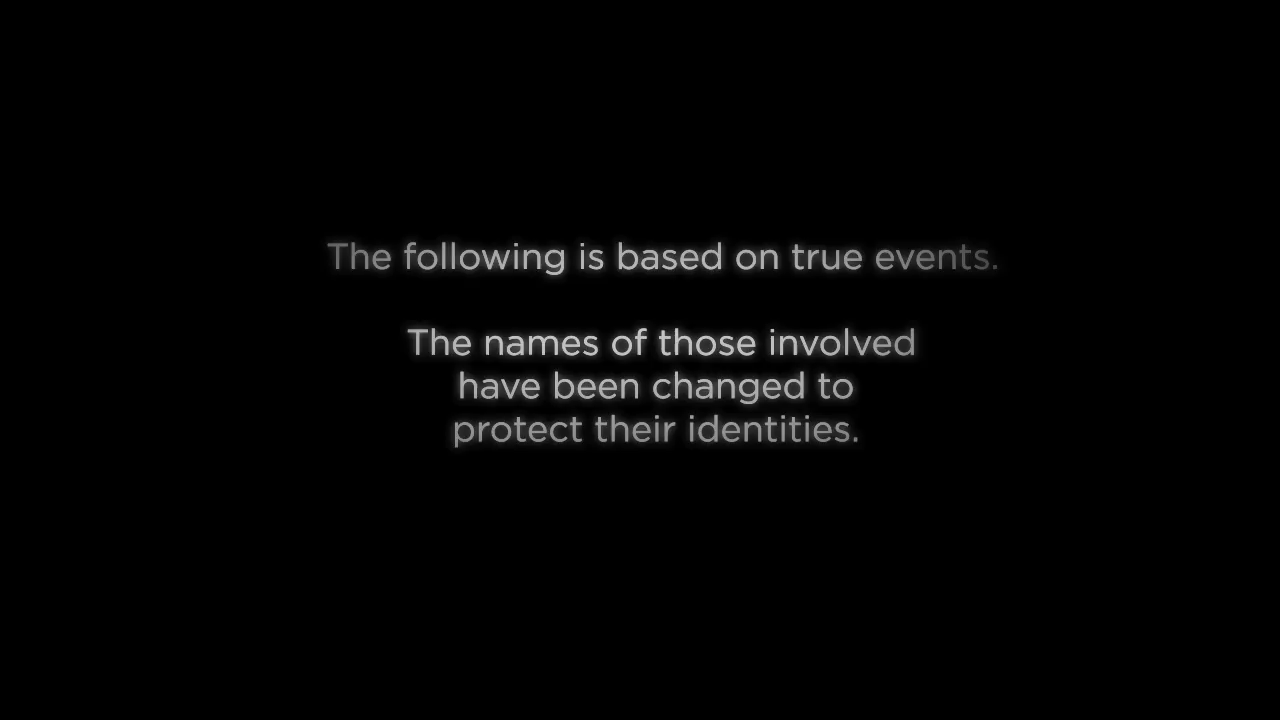 The following is based on true events.
The names of those involved
have been changed to
protect their identities.